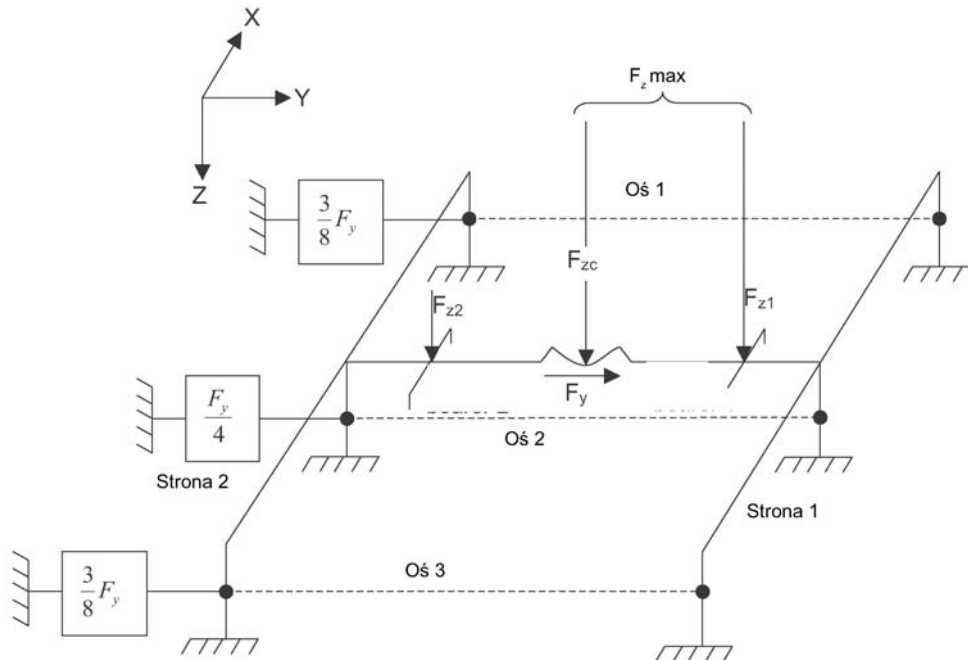 X
Y
Z
F_z max
Oś 1
3/8 F_y
F_zc
F_z2
F_z1
F_y
F_y/4
Oś 2
Strona 2
Strona 1
Oś 3
3/8 F_y